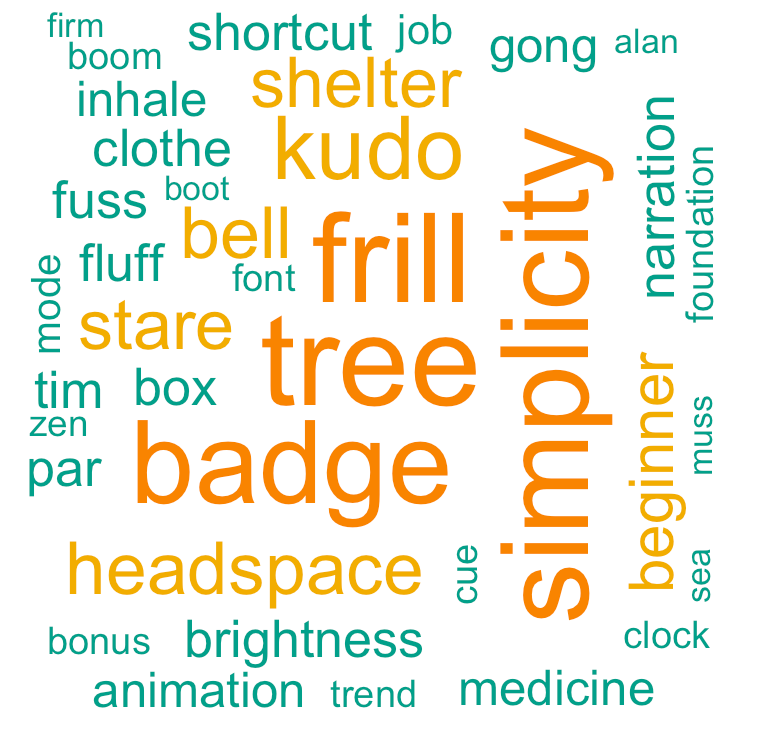 firm
boom
shortcut
job
gong
alan
inhale
shelter
clothe
kudo
fuss
boot
bell
frill
simplicity
narration
foundation
mode
fluff
font
stare
tree
tim
box
zen
par
badge
beginner
muss
headspace
cue
sea
bonus
brightness
clock
animation
trend
medicine